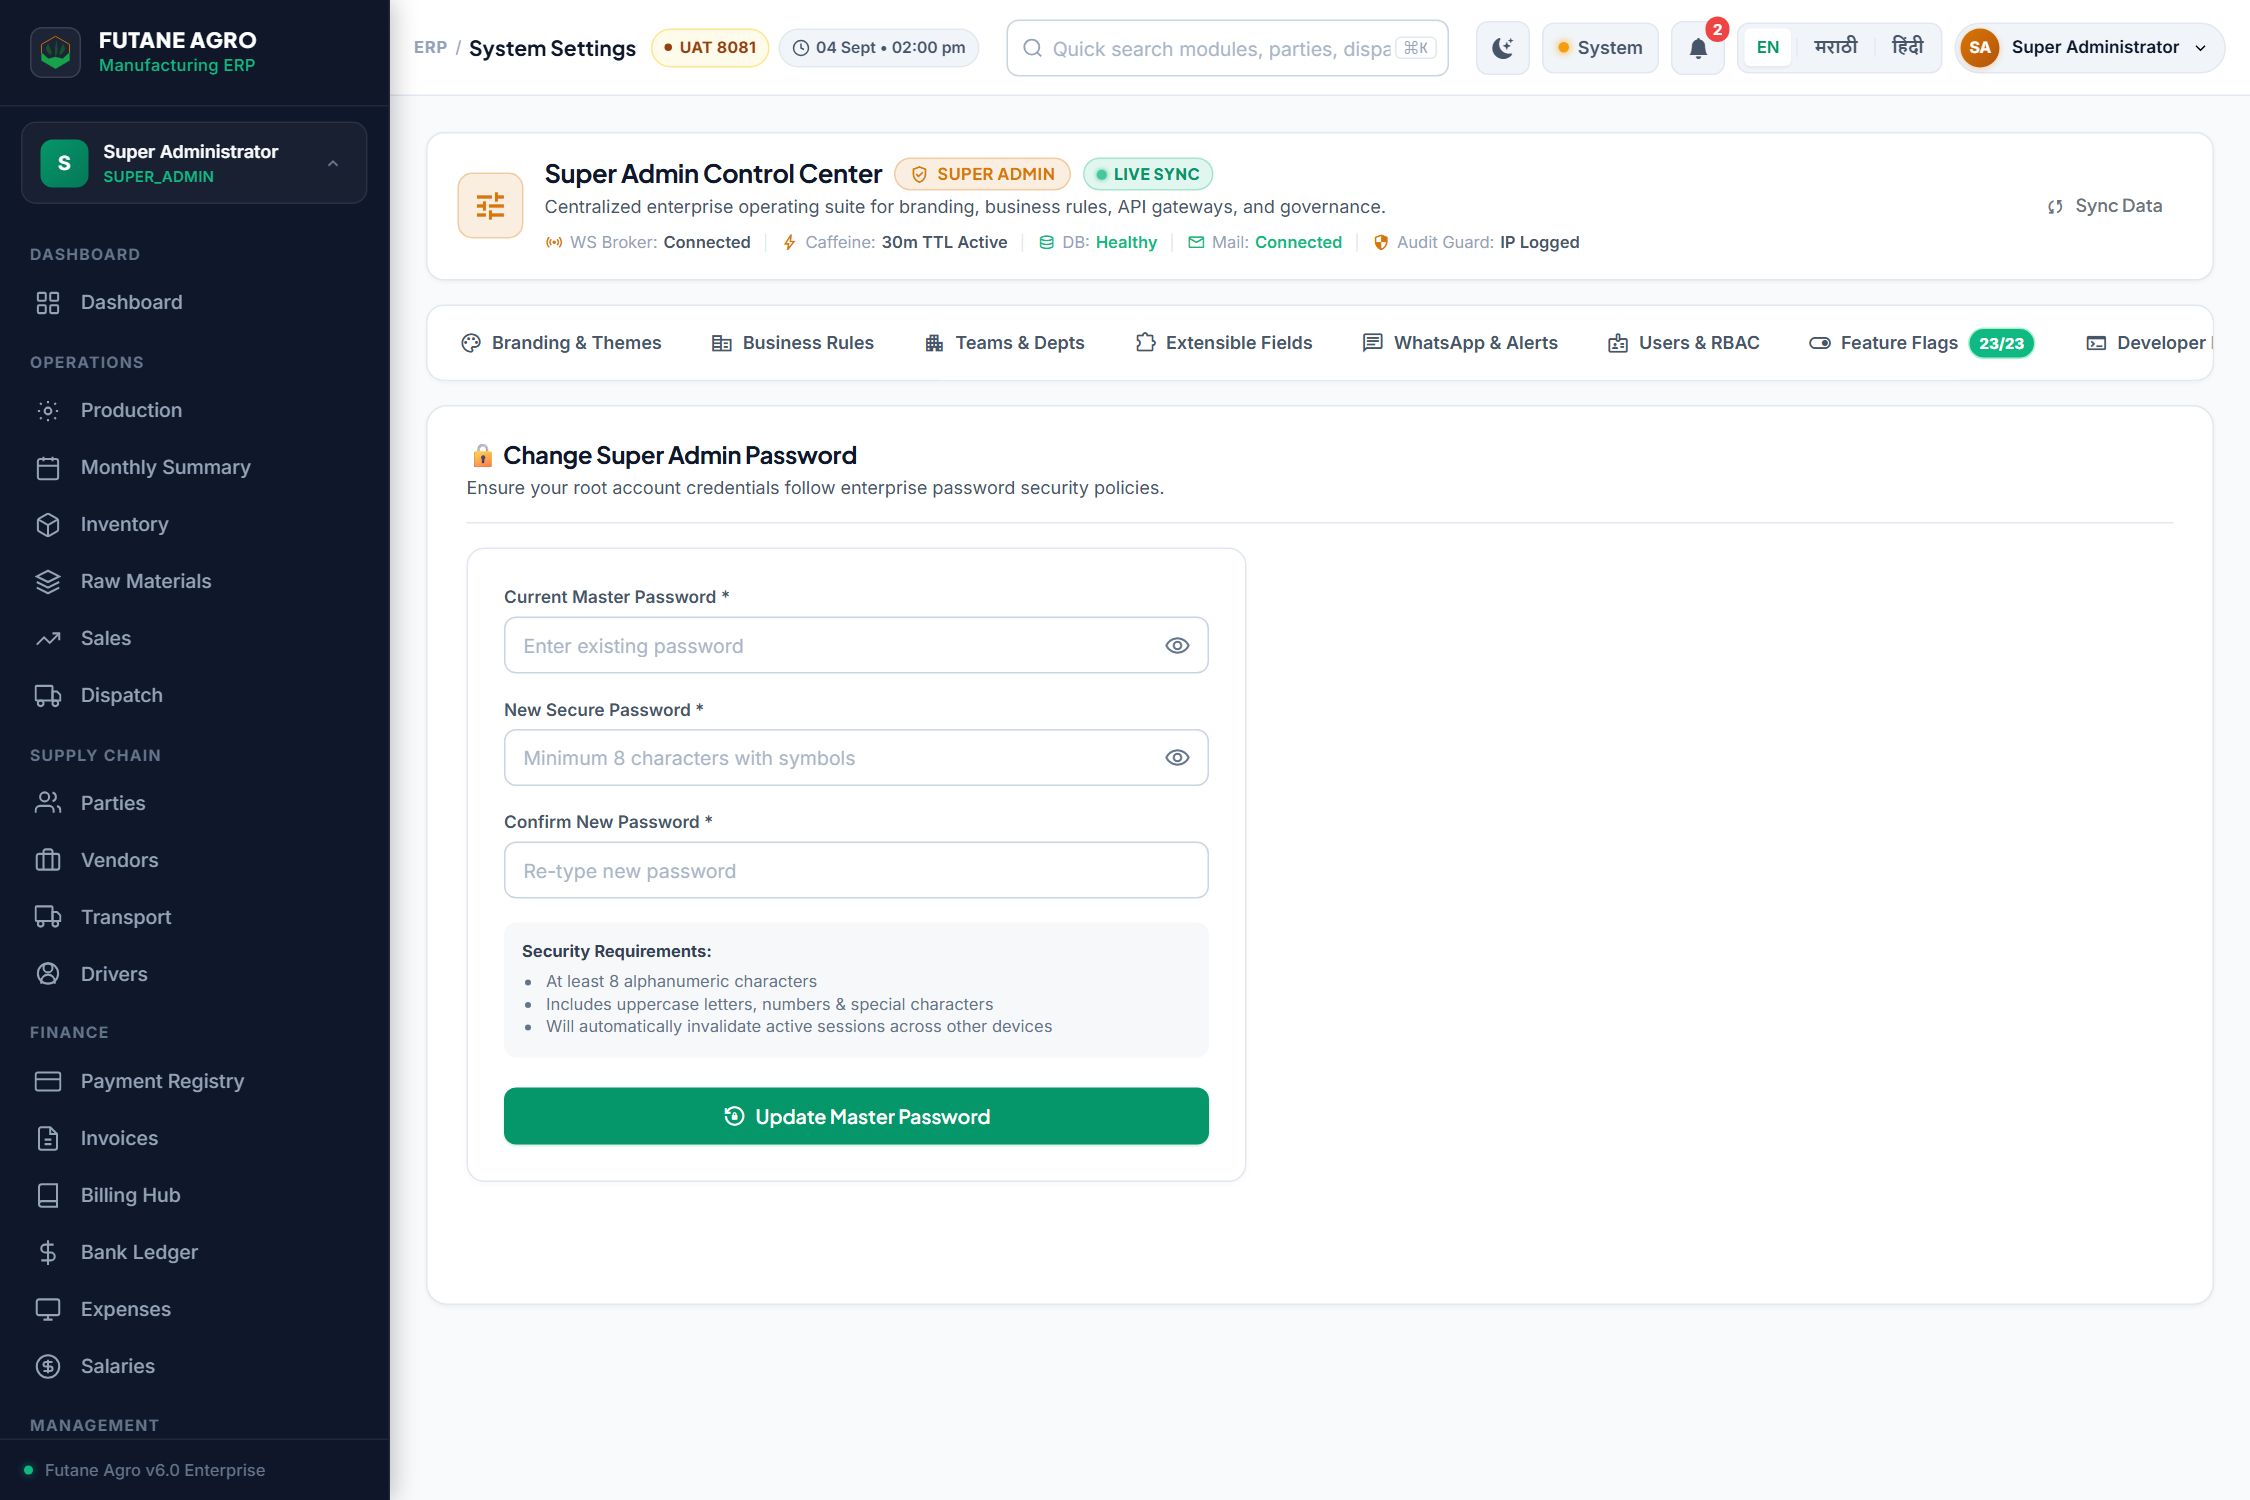 FUTANE AGRO
Manufacturing ERP
S
Super Administrator
SUPER_ADMIN
DASHBOARD
Dashboard
OPERATIONS
Production
Monthly Summary
Inventory
Raw Materials
Sales
Dispatch
SUPPLY CHAIN
Parties
Vendors
Transport
Drivers
FINANCE
Payment Registry
Invoices
Billing Hub
Bank Ledger
Expenses
Salaries
MANAGEMENT
Futane Agro v6.0 Enterprise
ERP / System Settings
UAT 8081
04 Sept • 02:00 pm
Quick search modules, parties, dispa
⌘K
System
2
EN
मराठी
हिंदी
SA
Super Administrator
Super Admin Control Center
SUPER ADMIN
LIVE SYNC
Centralized enterprise operating suite for branding, business rules, API gateways, and governance.
WS Broker: Connected
Caffeine: 30m TTL Active
DB: Healthy
Mail: Connected
Audit Guard: IP Logged
Sync Data
Branding & Themes
Business Rules
Teams & Depts
Extensible Fields
WhatsApp & Alerts
Users & RBAC
Feature Flags 23/23
Developer
🔒 Change Super Admin Password
Ensure your root account credentials follow enterprise password security policies.
Current Master Password *
Enter existing password
New Secure Password *
Minimum 8 characters with symbols
Confirm New Password *
Re-type new password
Security Requirements:
• At least 8 alphanumeric characters
• Includes uppercase letters, numbers & special characters
• Will automatically invalidate active sessions across other devices
Update Master Password